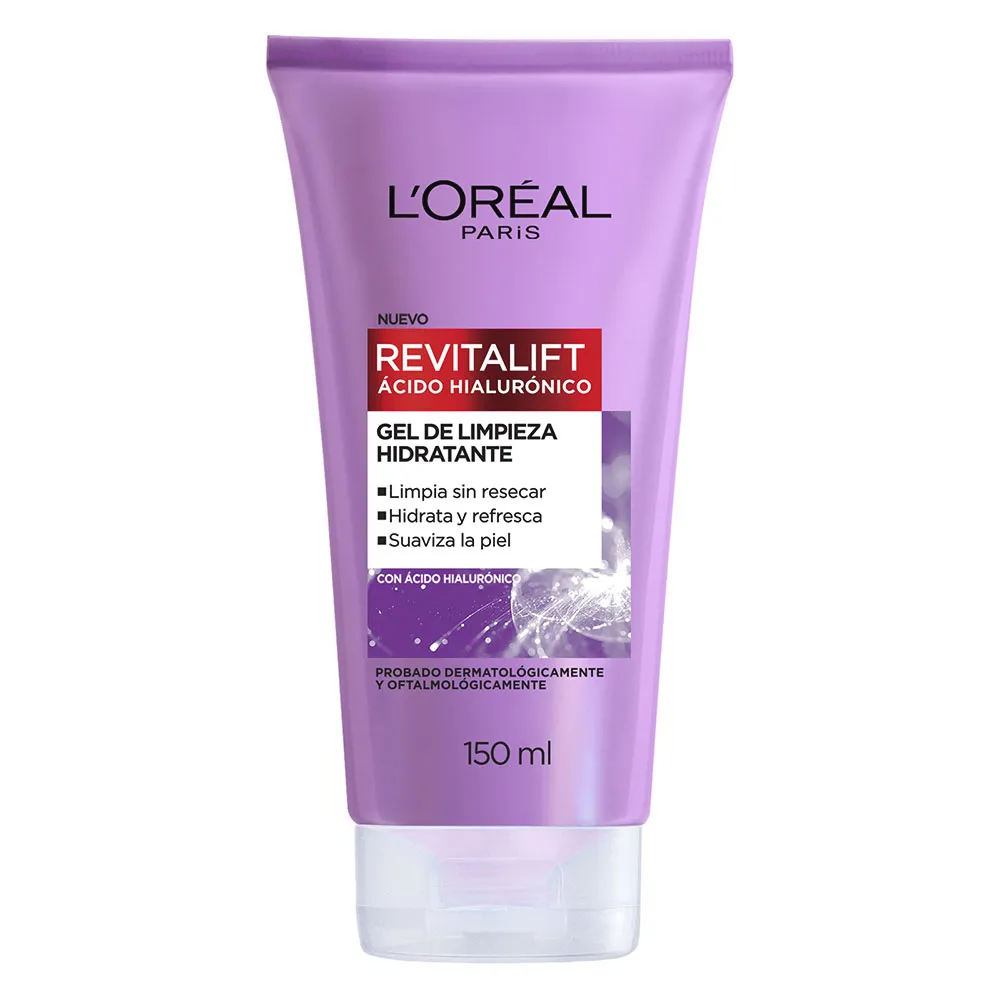 L'ORÉAL
PARiS
NUEVO
REVITALIFT
ÁCIDO HIALURÓNICO
GEL DE LIMPIEZA
HIDRATANTE
▪Limpia sin resecar
▪Hidrata y refresca
▪Suaviza la piel
CON ÁCIDO HIALURÓNICO
PROBADO DERMATOLÓGICAMENTE
Y OFTALMOLÓGICAMENTE
150 ml